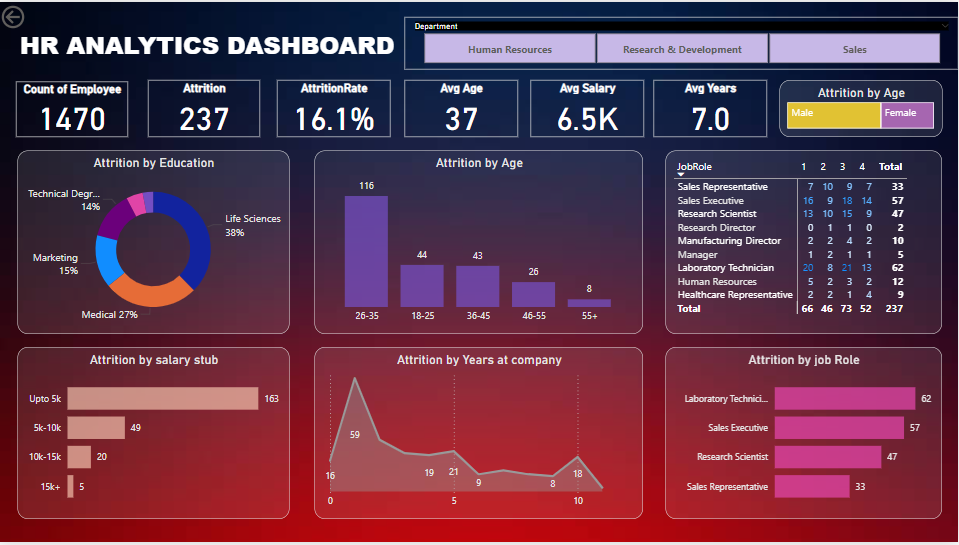 Department
HR ANALYTICS DASHBOARD
Human Resources
Research & Development
Sales
Count of Employee
1470
Attrition
237
AttritionRate
16.1%
Avg Age
37
Avg Salary
6.5K
Avg Years
7.0
Attrition by Age
Male
Female
Attrition by Education
Technical Degr...
14%
Life Sciences
38%
Marketing
15%
Medical 27%
Attrition by Age
116
44
43
26
8
26-35
18-25
36-45
46-55
55+
JobRole 1 2 3 4 Total
Sales Representative 7 10 9 7 33
Sales Executive 16 9 18 14 57
Research Scientist 13 10 15 9 47
Research Director 0 1 1 0 2
Manufacturing Director 2 2 4 2 10
Manager 1 2 1 1 5
Laboratory Technician 20 8 21 13 62
Human Resources 5 2 3 2 12
Healthcare Representative 2 2 1 4 9
Total 66 46 73 52 237
Attrition by salary stub
Upto 5k 163
5k-10k 49
10k-15k 20
15k+ 5
Attrition by Years at company
59
16
19
21
9
8
18
0
5
10
Attrition by job Role
Laboratory Technici... 62
Sales Executive 57
Research Scientist 47
Sales Representative 33